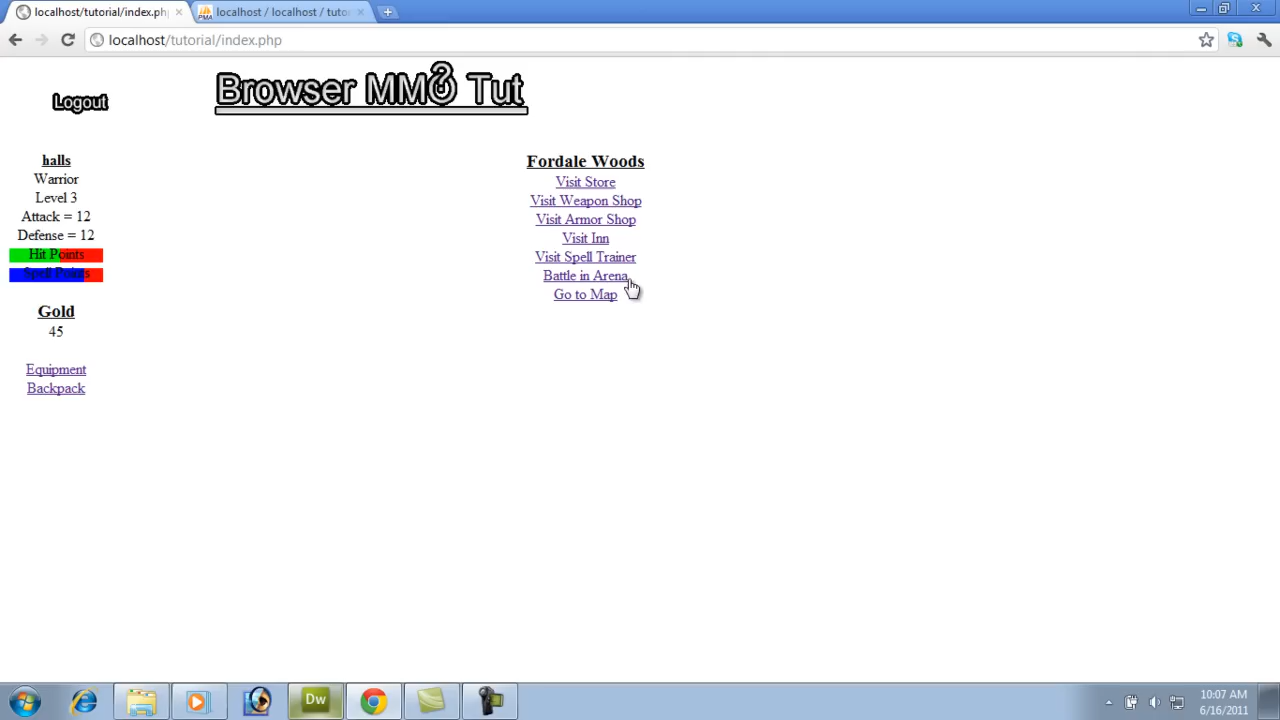 localhost/tutorial/index.ph
localhost / localhost / tutor
localhost/tutorial/index.php
Browser MMO Tut
Logout
halls
Warrior
Level 3
Attack = 12
Defense = 12
Hit Points
Spell Points
Gold
45
Equipment
Backpack
Fordale Woods
Visit Store
Visit Weapon Shop
Visit Armor Shop
Visit Inn
Visit Spell Trainer
Battle in Arena
Go to Map
Dw
10:07 AM
6/16/2011